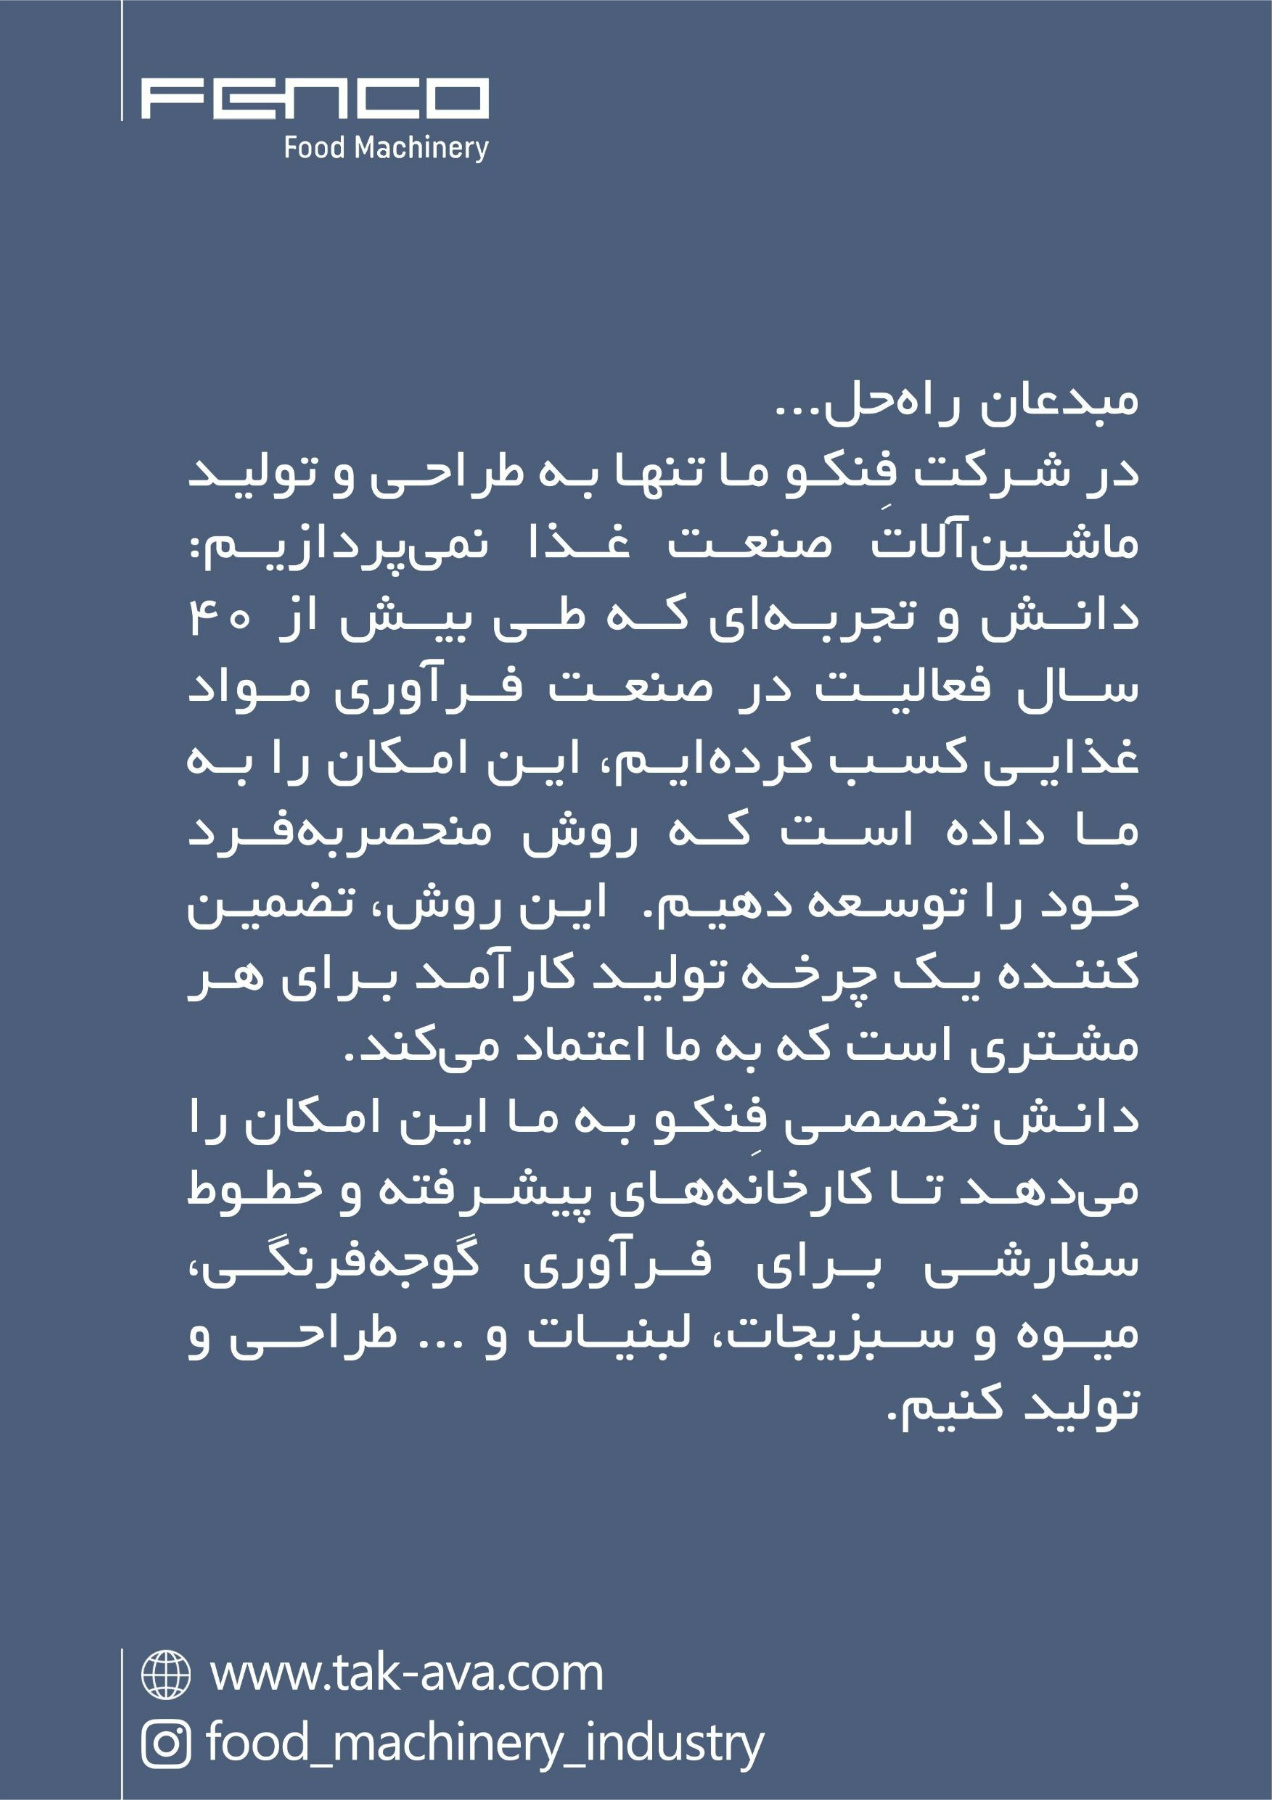 FENCO
Food Machinery
مبدعان راه‌حل...
در شرکت فِنکو ما تنها به طراحی و تولید
ماشین‌آلاتِ صنعت غذا نمی‌پردازیم:
دانش و تجربه‌ای که طی بیش از ۴۰
سال فعالیت در صنعت فرآوری مواد
غذایی کسب کرده‌ایم، این امکان را به
ما داده است که روش منحصربه‌فرد
خود را توسعه دهیم. این روش، تضمین
کننده یک چرخه تولید کارآمد برای هر
مشتری است که به ما اعتماد می‌کند.
دانش تخصصی فِنکو به ما این امکان را
می‌دهد تا کارخانه‌های پیشرفته و خطوط
سفارشی برای فرآوری گوجه‌فرنگی،
میوه و سبزیجات، لبنیات و ... طراحی و
تولید کنیم.
www.tak-ava.com
food_machinery_industry